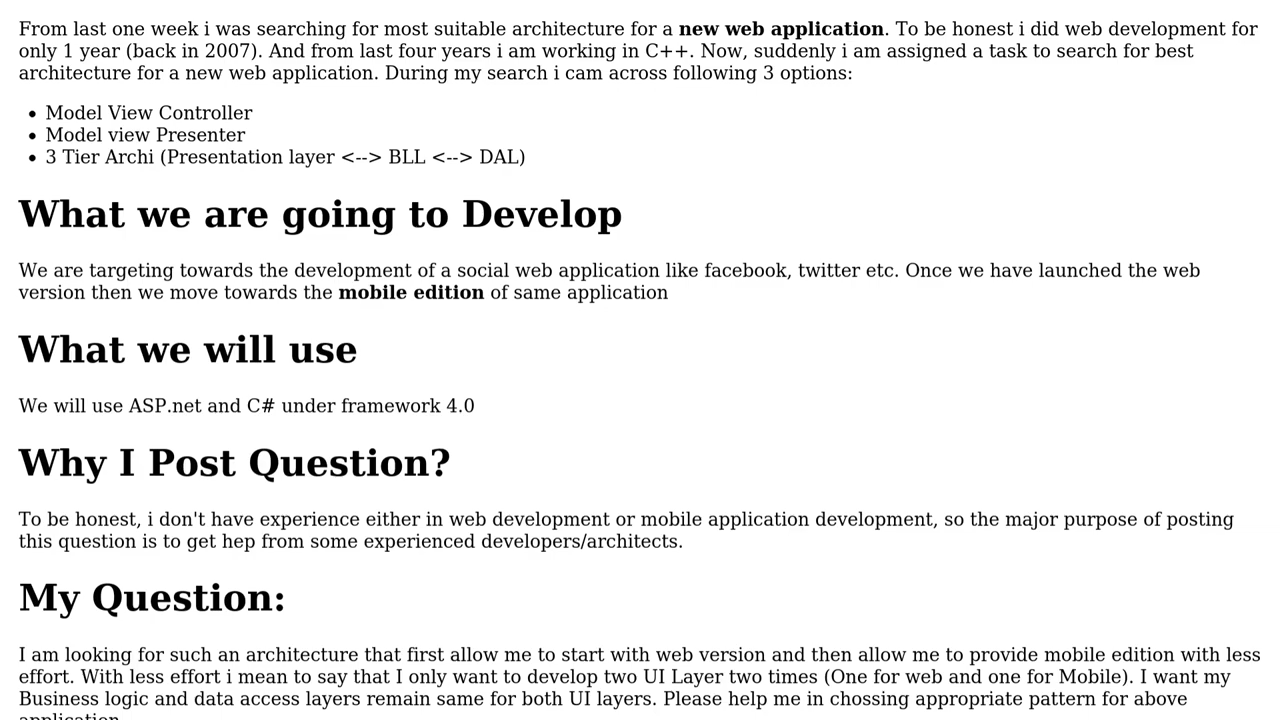 From last one week i was searching for most suitable architecture for a new web application. To be honest i did web development for
only 1 year (back in 2007). And from last four years i am working in C++. Now, suddenly i am assigned a task to search for best
architecture for a new web application. During my search i cam across following 3 options:
• Model View Controller
• Model view Presenter
• 3 Tier Archi (Presentation layer <--> BLL <--> DAL)
What we are going to Develop
We are targeting towards the development of a social web application like facebook, twitter etc. Once we have launched the web
version then we move towards the mobile edition of same application
What we will use
We will use ASP.net and C# under framework 4.0
Why I Post Question?
To be honest, i don't have experience either in web development or mobile application development, so the major purpose of posting
this question is to get hep from some experienced developers/architects.
My Question:
I am looking for such an architecture that first allow me to start with web version and then allow me to provide mobile edition with less
effort. With less effort i mean to say that I only want to develop two UI Layer two times (One for web and one for Mobile). I want my
Business logic and data access layers remain same for both UI layers. Please help me in chossing appropriate pattern for above
application